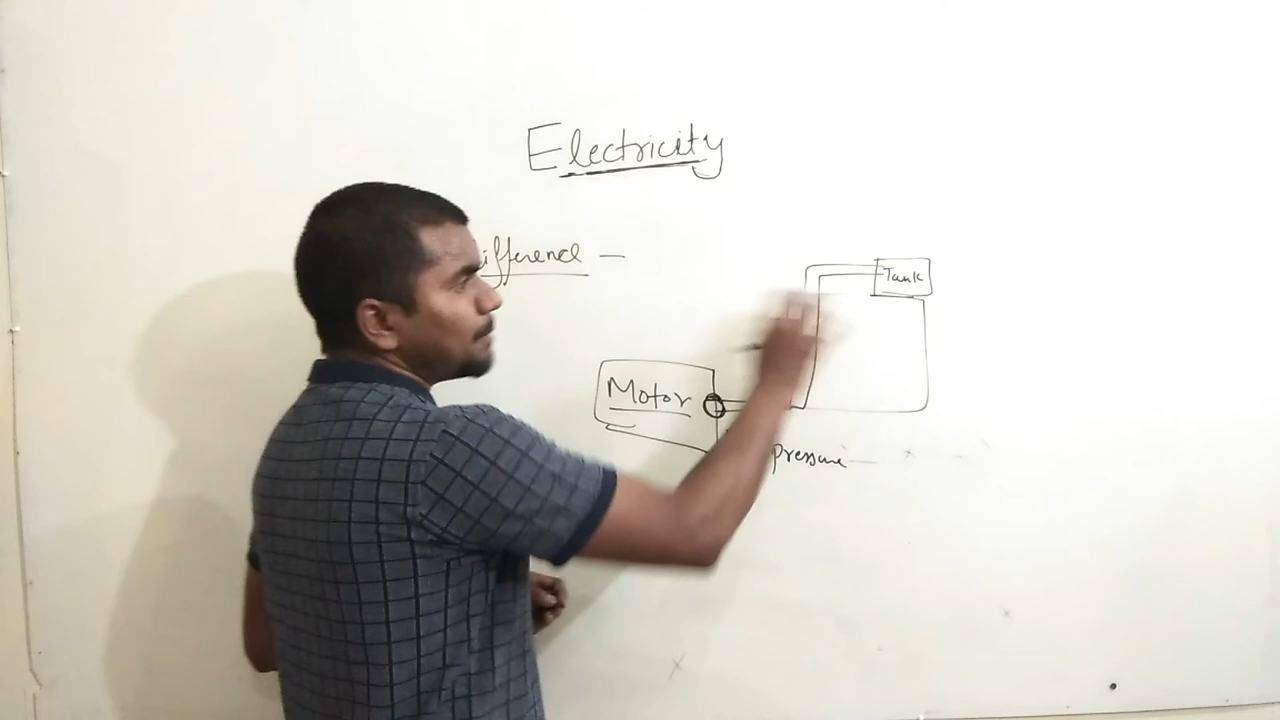 Electricity
ifference —
Tank
Motor
pressure —